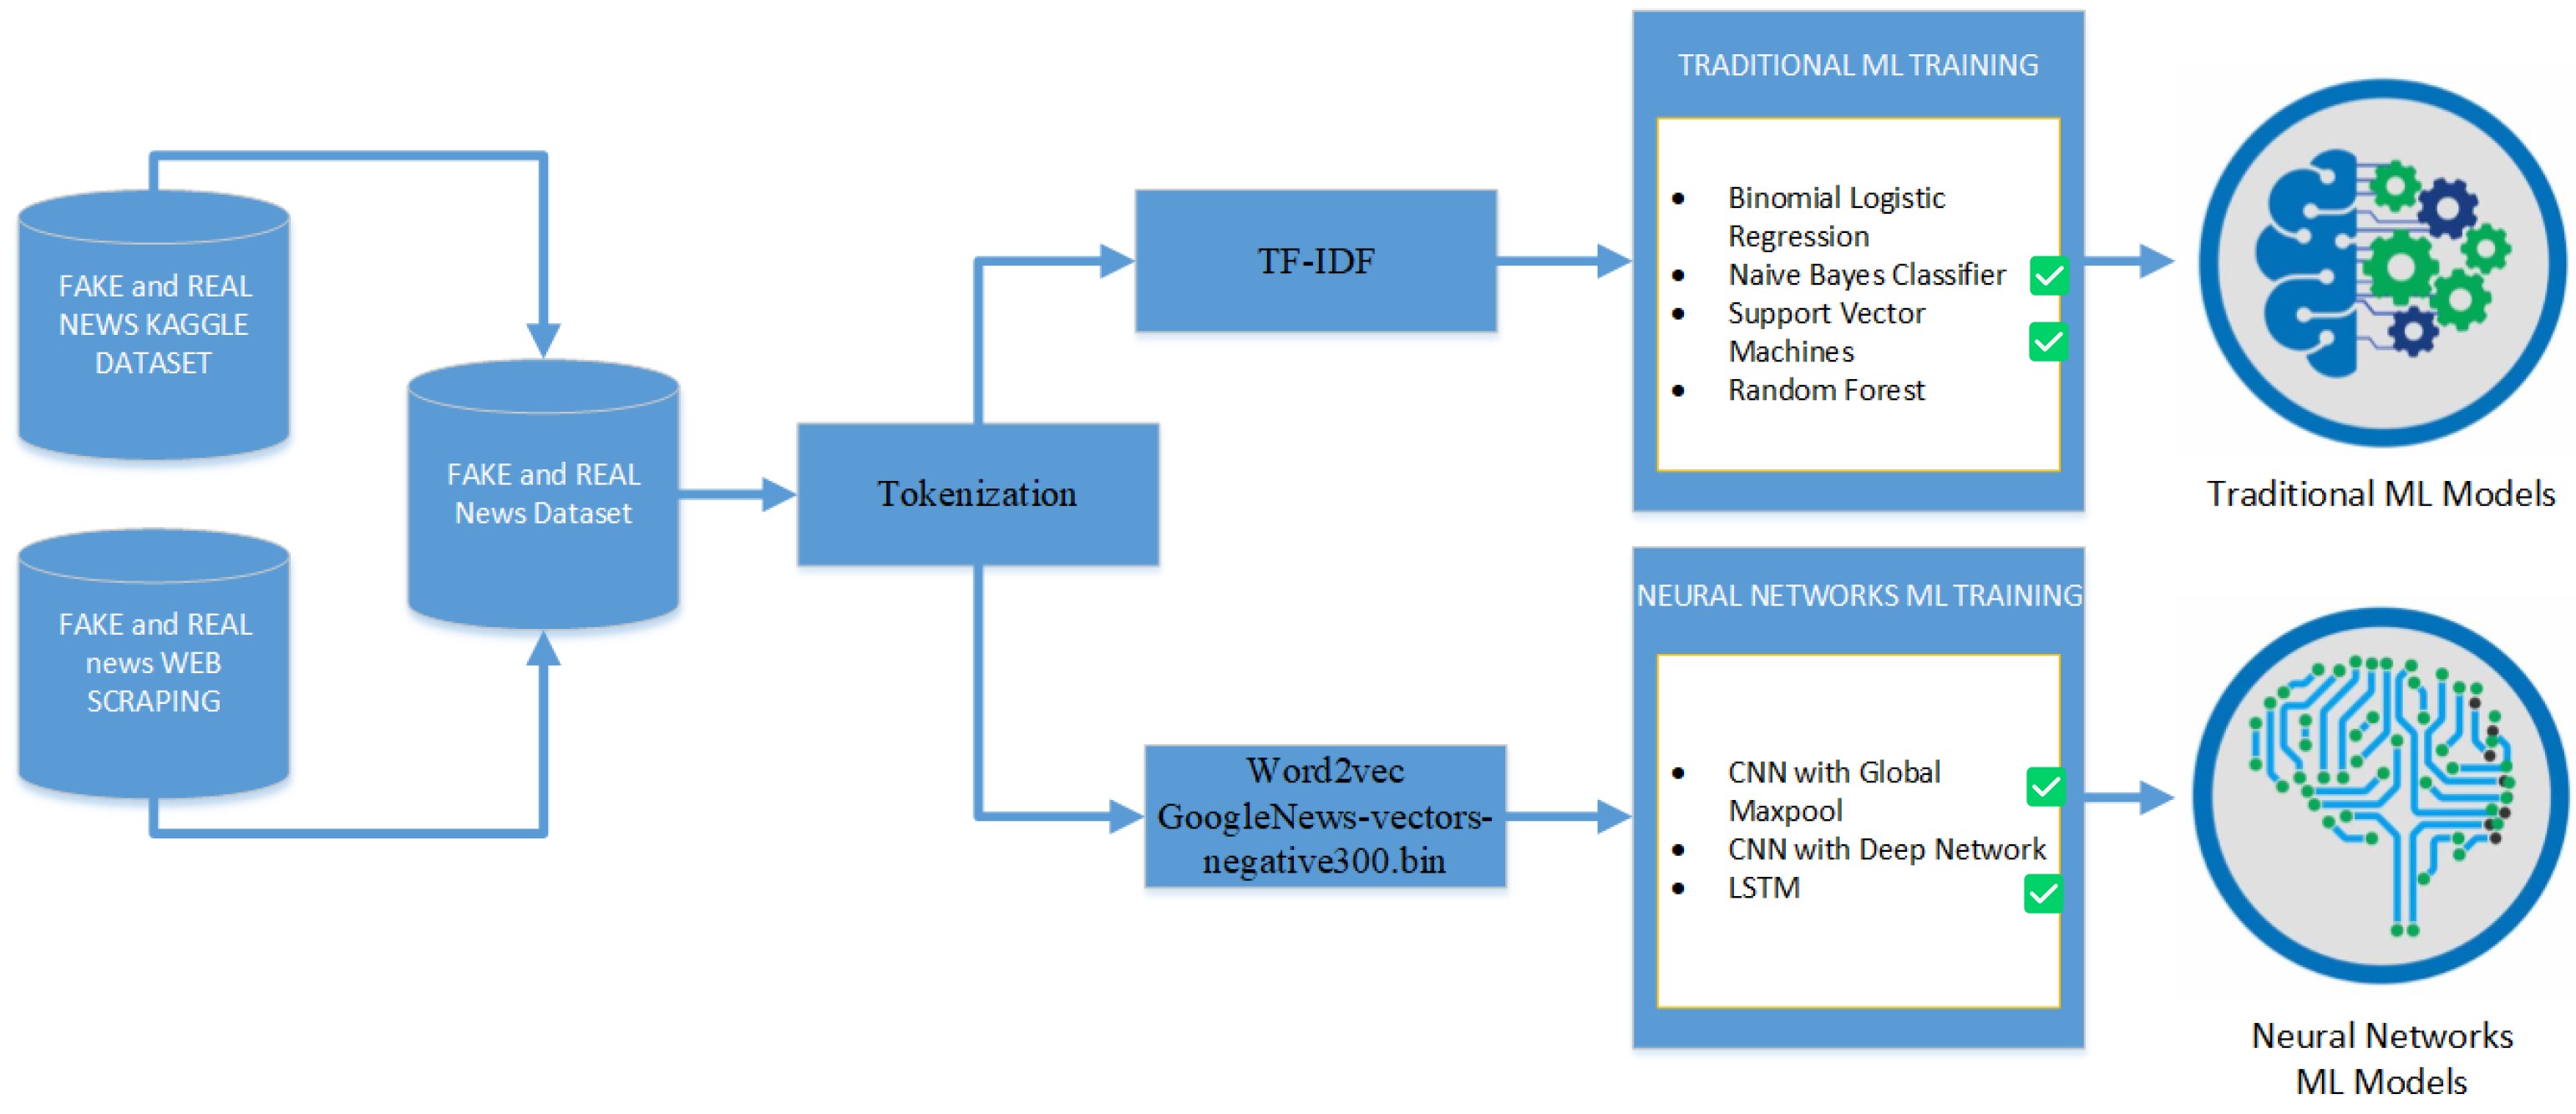 FAKE and REAL
NEWS KAGGLE
DATASET
FAKE and REAL
news WEB
SCRAPING
FAKE and REAL
News Dataset
Tokenization
TF-IDF
Word2vec
GoogleNews-vectors-
negative300.bin
TRADITIONAL ML TRAINING
• Binomial Logistic
Regression
• Naive Bayes Classifier
• Support Vector
Machines
• Random Forest
Traditional ML Models
NEURAL NETWORKS ML TRAINING
• CNN with Global
Maxpool
• CNN with Deep Network
• LSTM
Neural Networks
ML Models